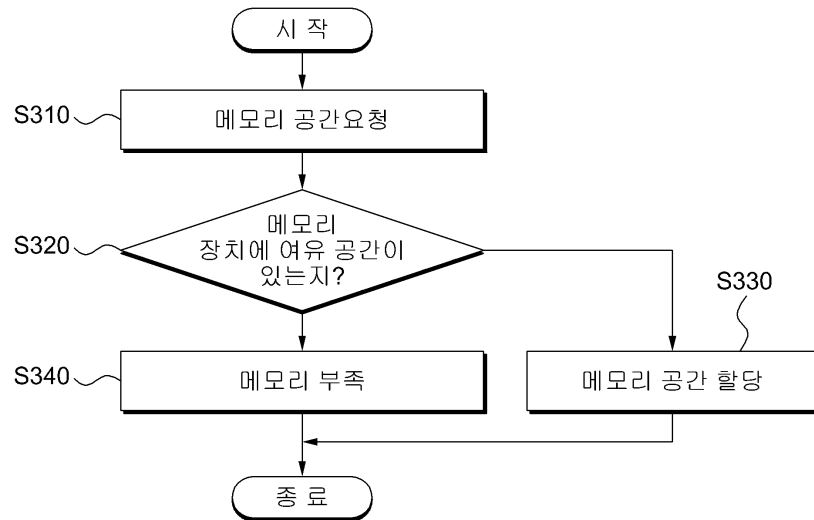 시 작
S310
메모리 공간요청
S320
메모리
장치에 여유 공간이
있는지?
S330
S340
메모리 부족
메모리 공간 할당
종 료